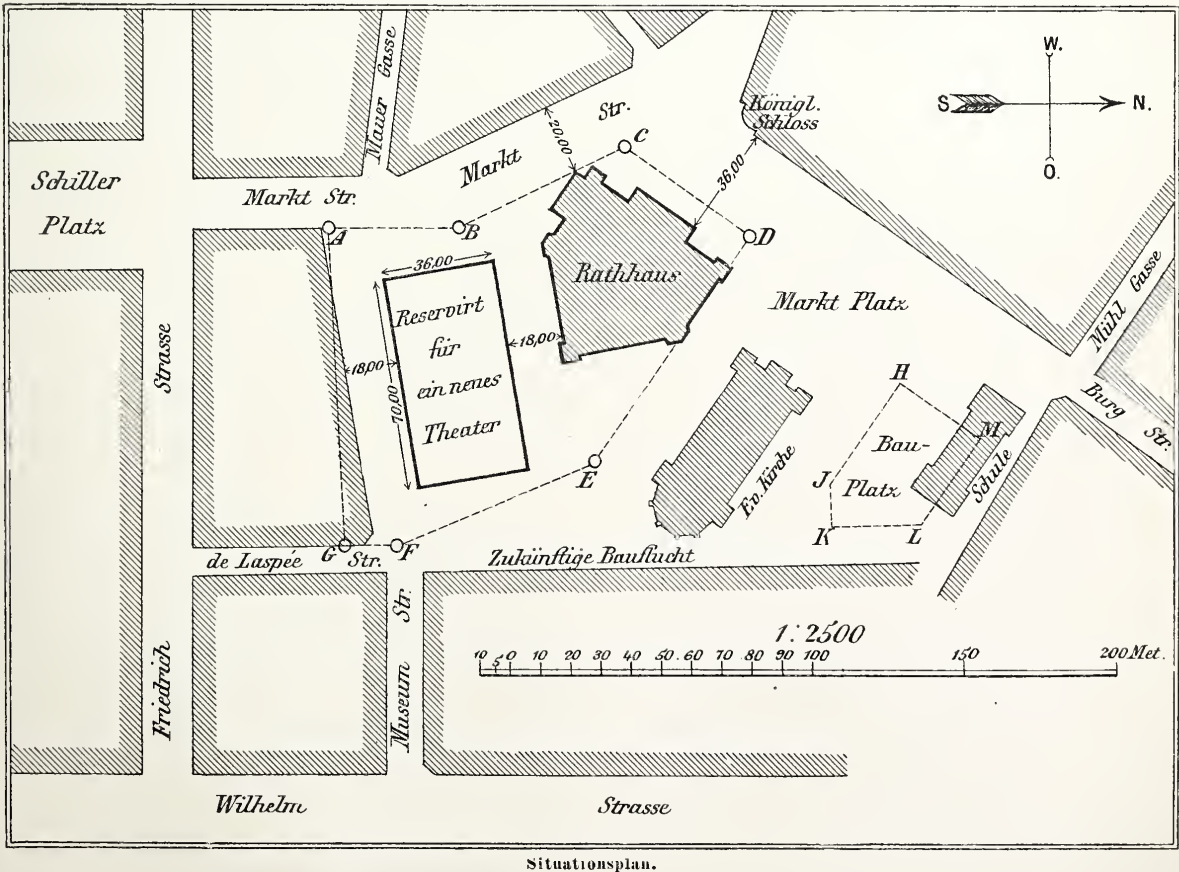 Mauer Gasse
W.
S
N.
O.
Königl.
Schloss
Str.
20,00
C
Markt
36,00
Schiller
Platz
Markt Str.
A
B
D
36,00
Rathhaus
Markt Platz
Mühl Gasse
Reservirt
für
ein neues
Theater
18,00
18,00
70,00
Strasse
H
Burg Str.
M
Bau-
Platz
Schule
J
E
Ev. Kirche
K
L
G
F
de Laspée Str.
Zukünftige Bauflucht
1:2500
10 5 0 10 20 30 40 50 60 70 80 90 100 150 200 Met.
Friedrich
Museum Str.
Wilhelm Strasse
Situationsplan.